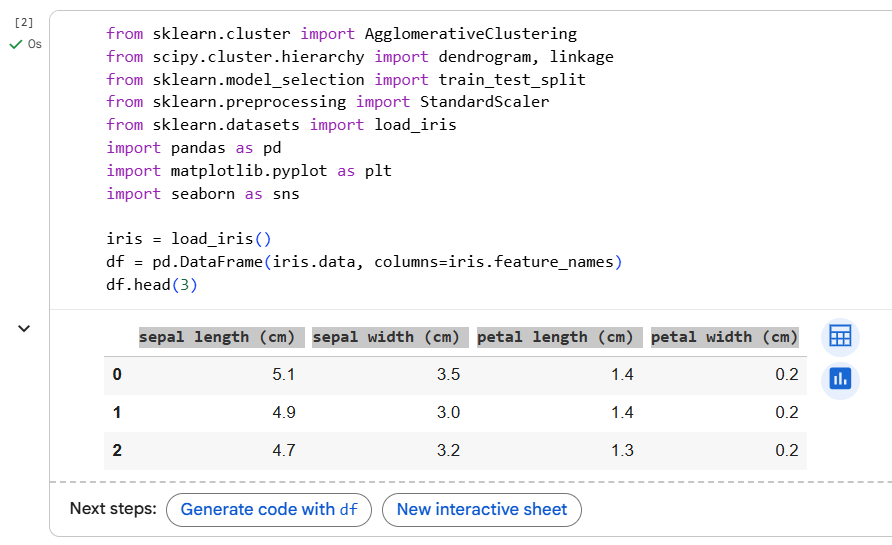 [2]
0s
from sklearn.cluster import AgglomerativeClustering
from scipy.cluster.hierarchy import dendrogram, linkage
from sklearn.model_selection import train_test_split
from sklearn.preprocessing import StandardScaler
from sklearn.datasets import load_iris
import pandas as pd
import matplotlib.pyplot as plt
import seaborn as sns
iris = load_iris()
df = pd.DataFrame(iris.data, columns=iris.feature_names)
df.head(3)
sepal length (cm) sepal width (cm) petal length (cm) petal width (cm)
0 5.1 3.5 1.4 0.2
1 4.9 3.0 1.4 0.2
2 4.7 3.2 1.3 0.2
Next steps: Generate code with df New interactive sheet